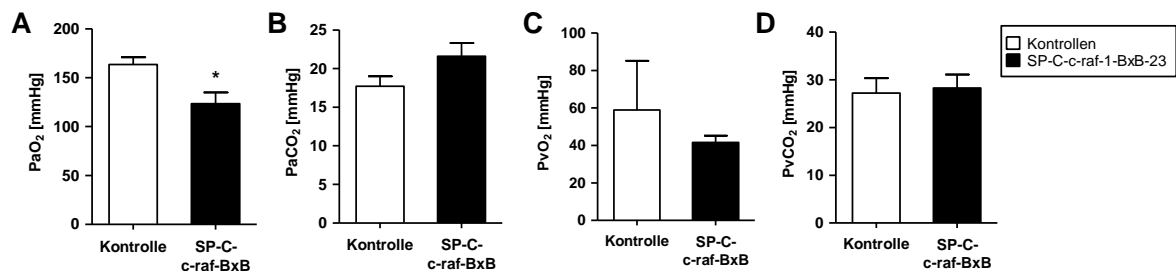 A
PaO2 [mmHg]
200
150
100
50
0
*
Kontrolle
SP-C-
c-raf-BxB
B
PaCO2 [mmHg]
25
20
15
10
5
0
Kontrolle
SP-C-
c-raf-BxB
C
PvO2 [mmHg]
100
80
60
40
20
0
Kontrolle
SP-C-
c-raf-BxB
D
PvCO2 [mmHg]
40
30
20
10
0
Kontrolle
SP-C-
c-raf-BxB
Kontrollen
SP-C-c-raf-1-BxB-23